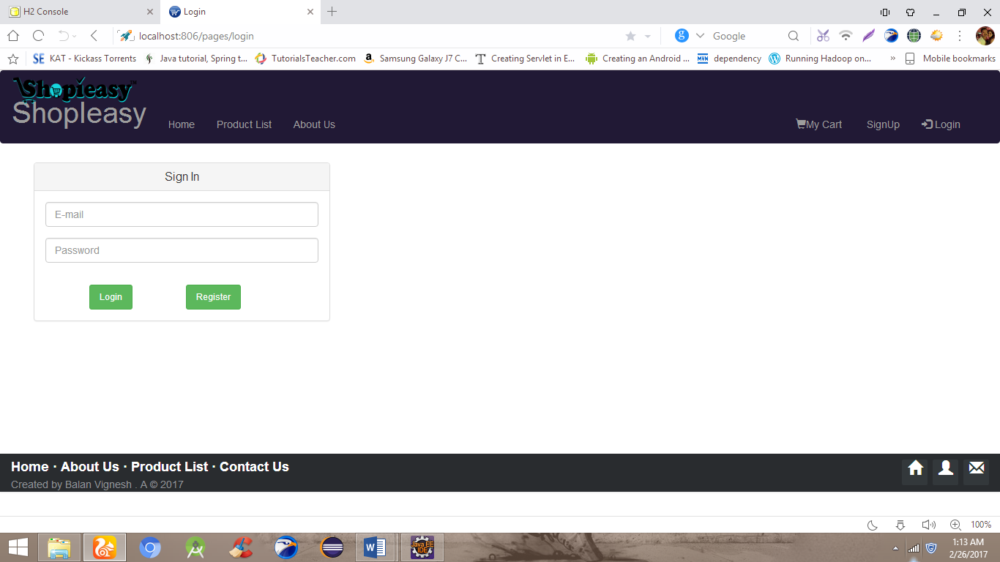 H2 Console
Login
localhost:806/pages/login
Google
KAT - Kickass Torrents
Java tutorial, Spring t...
TutorialsTeacher.com
Samsung Galaxy J7 C...
Creating Servlet in E...
Creating an Android ...
dependency
Running Hadoop on...
»
Mobile bookmarks
Shopieasy
Shopleasy
Home
Product List
About Us
My Cart
SignUp
Login
Sign In
E-mail
Password
Login
Register
Home · About Us · Product List · Contact Us
Created by Balan Vignesh . A © 2017
100%
Java EE
IDE
1:13 AM
2/26/2017